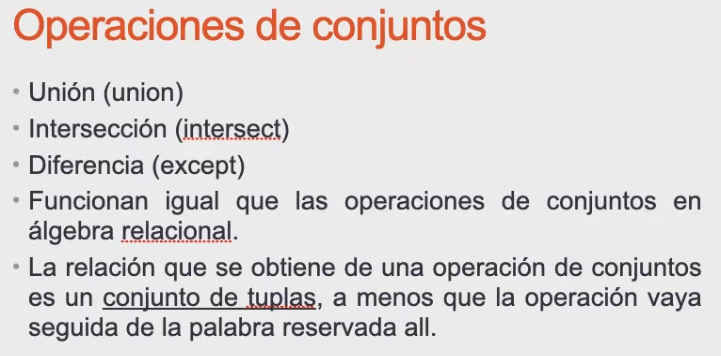 Operaciones de conjuntos
• Unión (union)
• Intersección (intersect)
• Diferencia (except)
• Funcionan igual que las operaciones de conjuntos en
álgebra relacional.
• La relación que se obtiene de una operación de conjuntos
es un conjunto de tuplas, a menos que la operación vaya
seguida de la palabra reservada all.